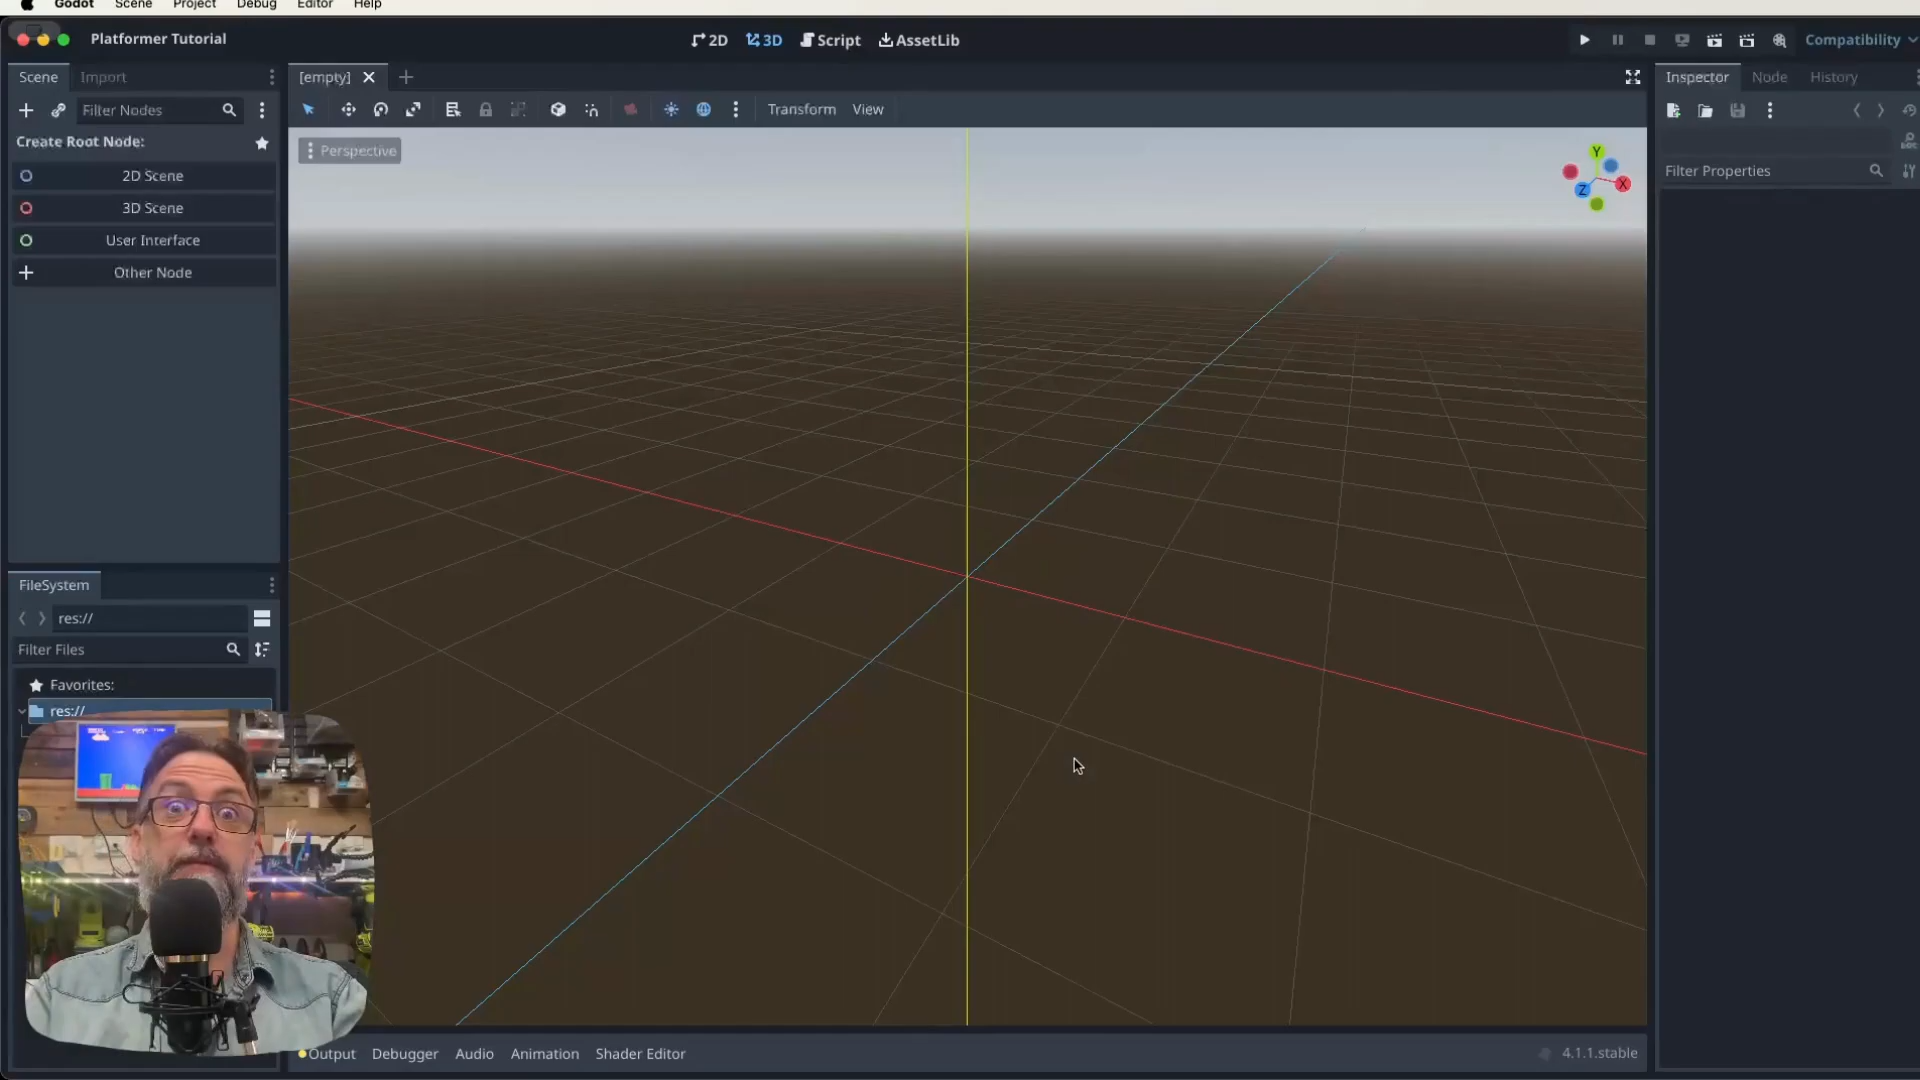 Godot Scene Project Debug Editor Help
Platformer Tutorial
2D 3D Script AssetLib
Compatibility
Scene Import
[empty]
Inspector Node History
Filter Nodes
Transform View
Create Root Node:
Perspective
Y
X
Z
Filter Properties
2D Scene
3D Scene
User Interface
Other Node
FileSystem
res://
Filter Files
Favorites:
res://
Output Debugger Audio Animation Shader Editor
4.1.1.stable